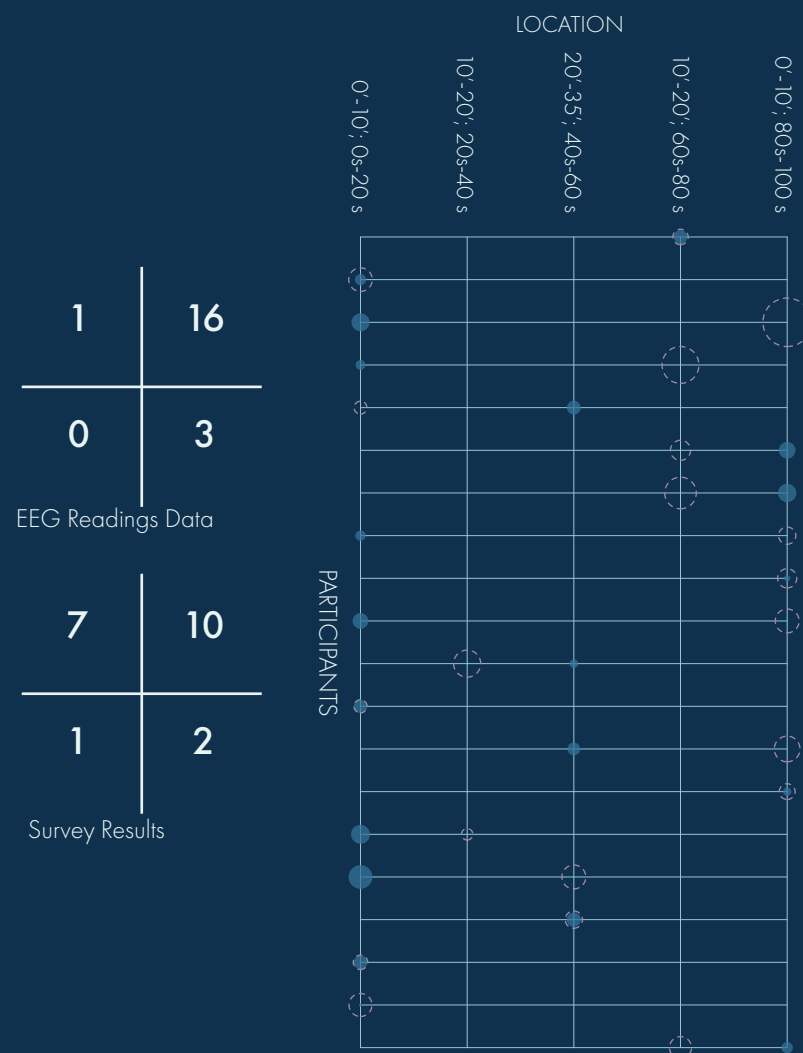 LOCATION
0'-10'; 0s-20 s
10'-20'; 20s-40 s
20'-35'; 40s-60 s
10'-20'; 60s-80 s
0'-10'; 80s-100 s
1 16
0 3
EEG Readings Data
7 10
1 2
Survey Results
PARTICIPANTS